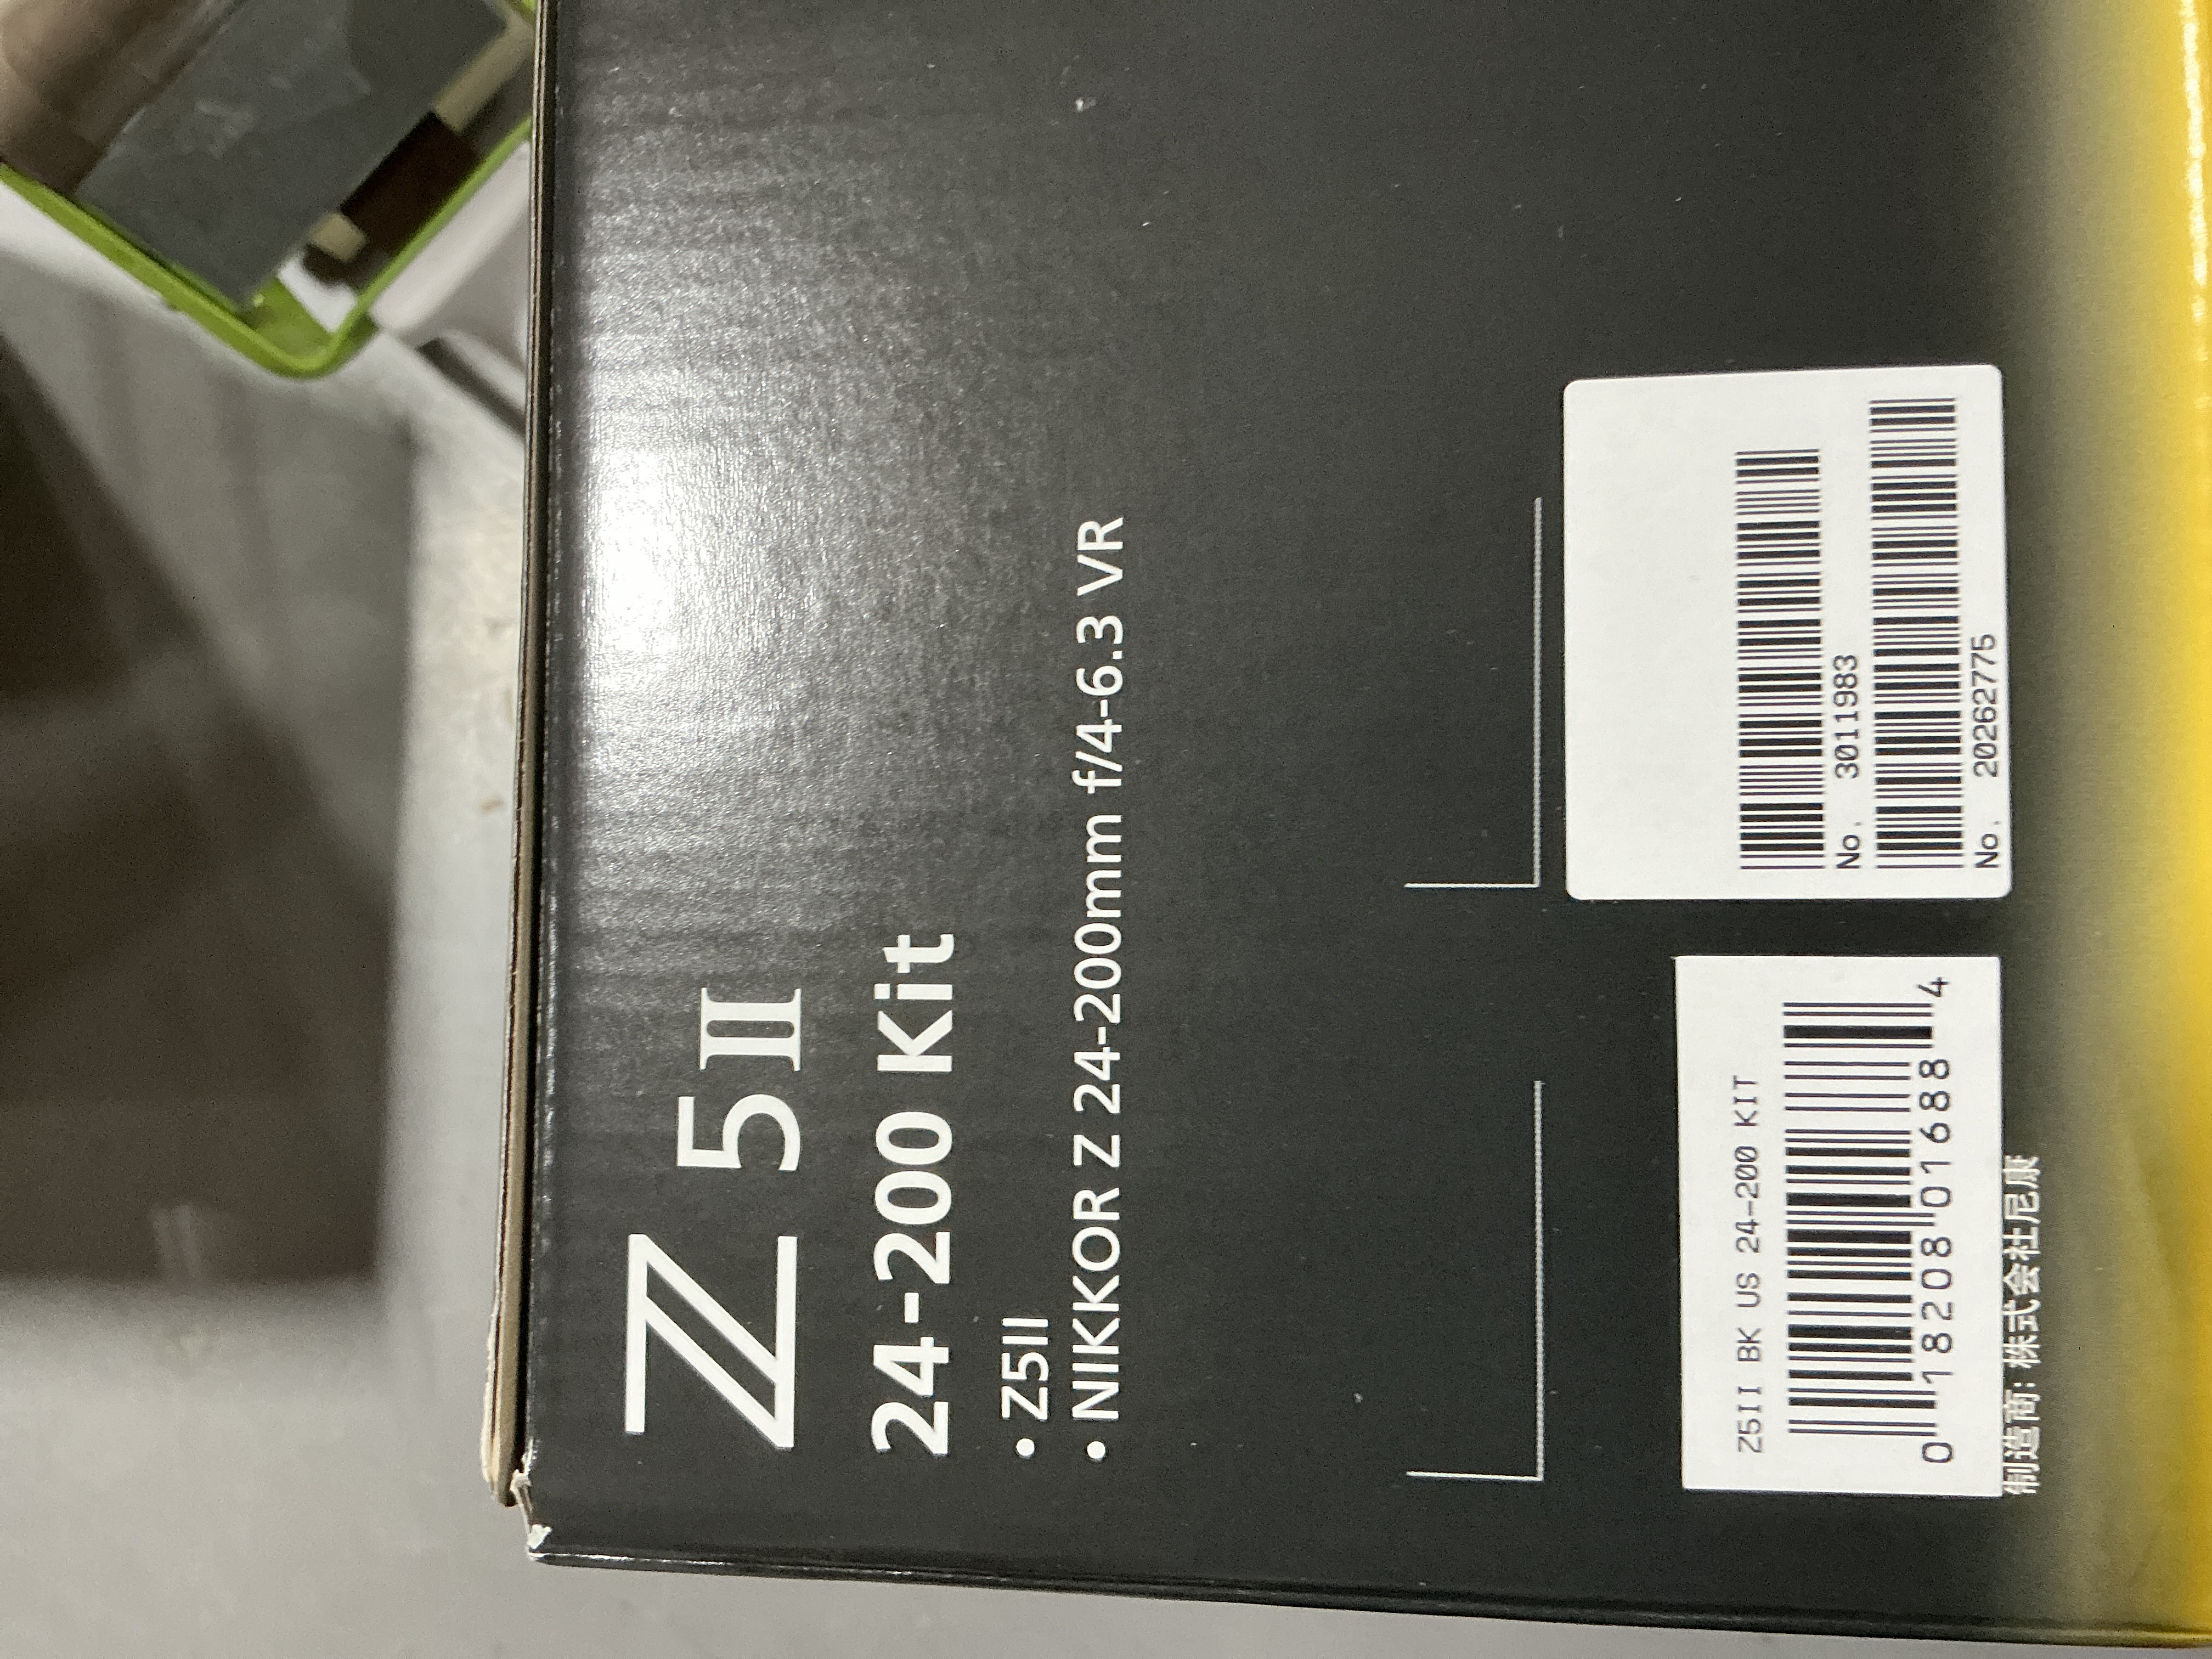 Z 5II
24-200 Kit
• Z5II
• NIKKOR Z 24-200mm f/4-6.3 VR
Z5II BK US 24-200 KIT
0 18208 01688 4
制造商: 株式会社尼康
No. 3011983
No. 20262775